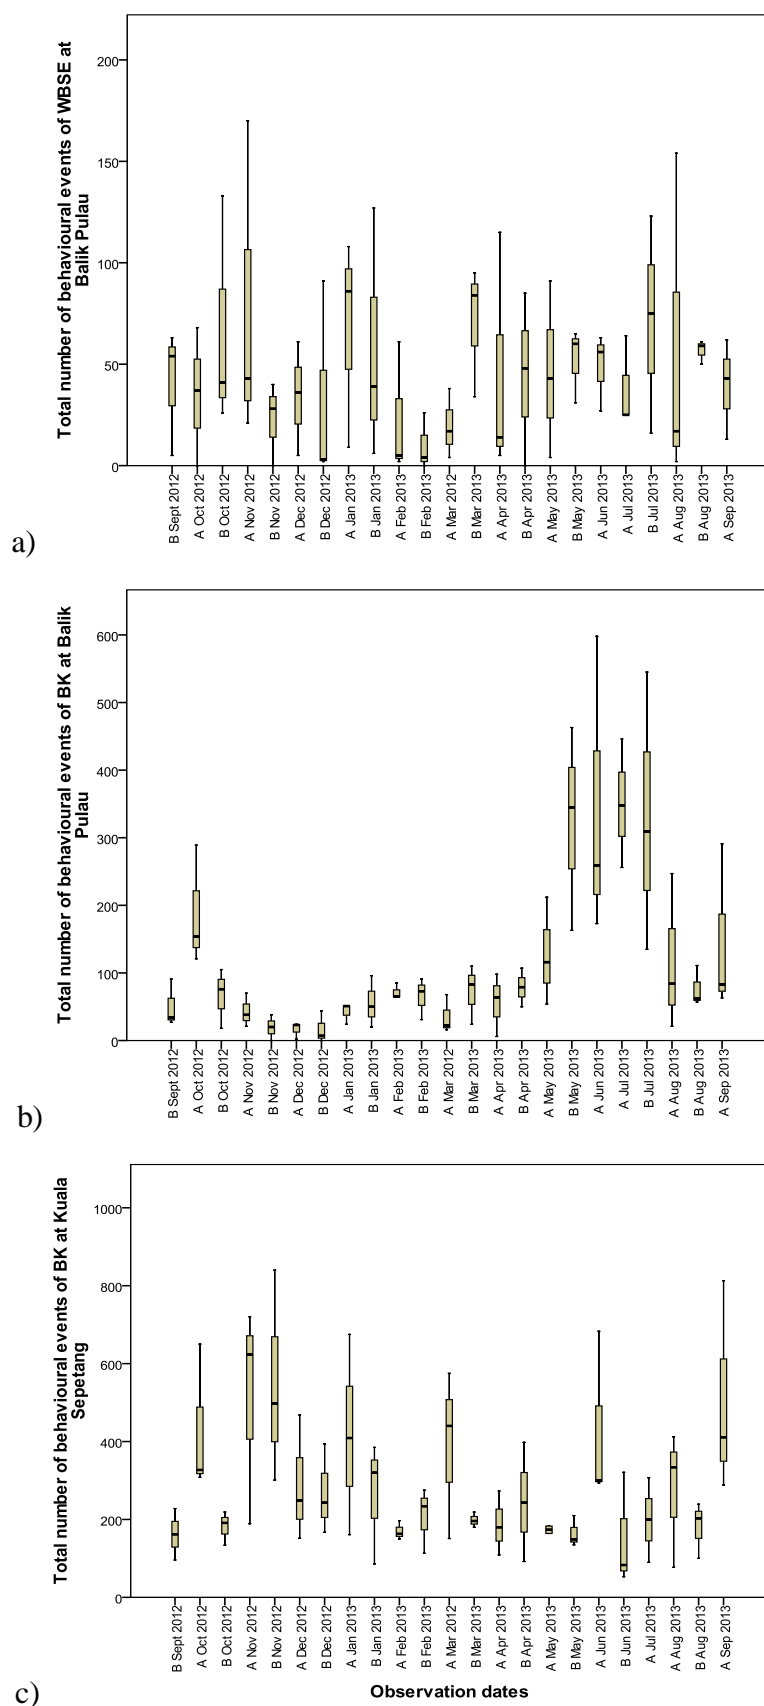 Total number of behavioural events of WBSE at
Balik Pulau
200
150
100
50
0
B Sept 2012
A Oct 2012
B Oct 2012
A Nov 2012
B Nov 2012
A Dec 2012
B Dec 2012
A Jan 2013
B Jan 2013
A Feb 2013
B Feb 2013
A Mar 2012
B Mar 2013
A Apr 2013
B Apr 2013
A May 2013
B May 2013
A Jun 2013
A Jul 2013
B Jul 2013
A Aug 2013
B Aug 2013
A Sep 2013
a)
Total number of behavioural events of BK at Balik
Pulau
600
500
400
300
200
100
0
B Sept 2012
A Oct 2012
B Oct 2012
A Nov 2012
B Nov 2012
A Dec 2012
B Dec 2012
A Jan 2013
B Jan 2013
A Feb 2013
B Feb 2013
A Mar 2012
B Mar 2013
A Apr 2013
B Apr 2013
A May 2013
B May 2013
A Jun 2013
A Jul 2013
B Jul 2013
A Aug 2013
B Aug 2013
A Sep 2013
b)
Total number of behavioural events of BK at Kuala
Sepetang
1000
800
600
400
200
0
B Sept 2012
A Oct 2012
B Oct 2012
A Nov 2012
B Nov 2012
A Dec 2012
B Dec 2012
A Jan 2013
B Jan 2013
A Feb 2013
B Feb 2013
A Mar 2012
B Mar 2013
A Apr 2013
B Apr 2013
A May 2013
B May 2013
A Jun 2013
B Jun 2013
A Jul 2013
A Aug 2013
B Aug 2013
A Sep 2013
c)
Observation dates